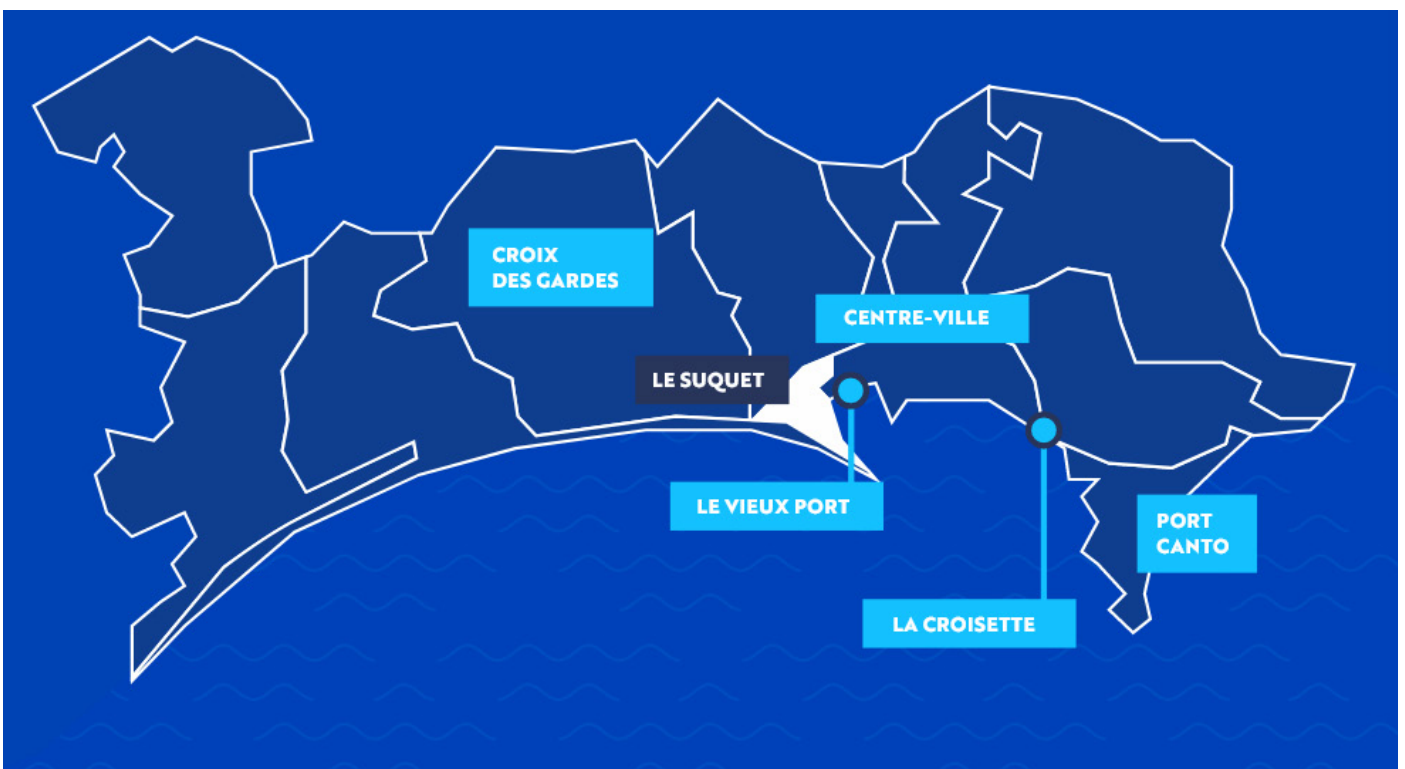 CROIX
DES GARDES
CENTRE-VILLE
LE SUQUET
LE VIEUX PORT
PORT
CANTO
LA CROISETTE